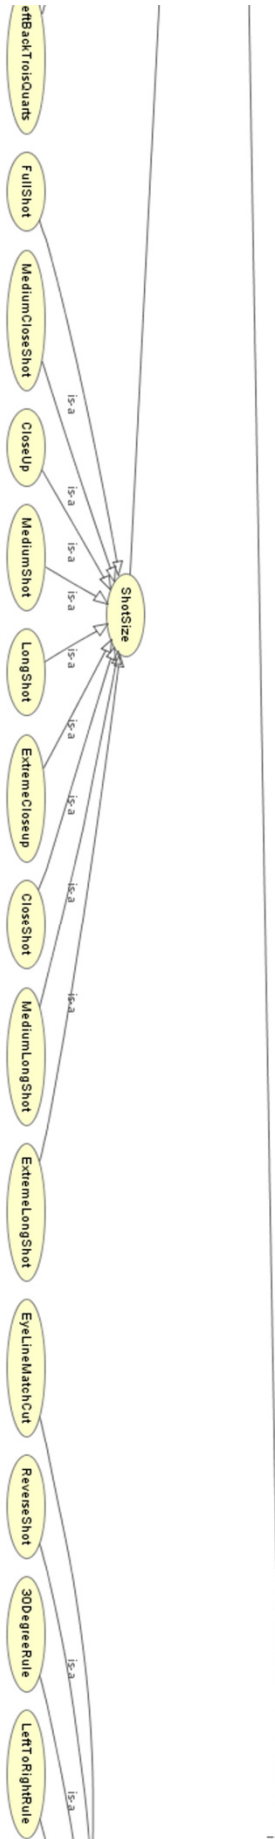 eftBackTroisQuarts
FullShot
MediumCloseShot
CloseUp
MediumShot
LongShot
ExtremeCloseup
CloseShot
MediumLongShot
ExtremeLongShot
EyeLineMatchCut
ReverseShot
30DegreeRule
LeftToRightRule
is-a
is-a
is-a
is-a
is-a
is-a
is-a
is-a
is-a
is-a
is-a
ShotSize